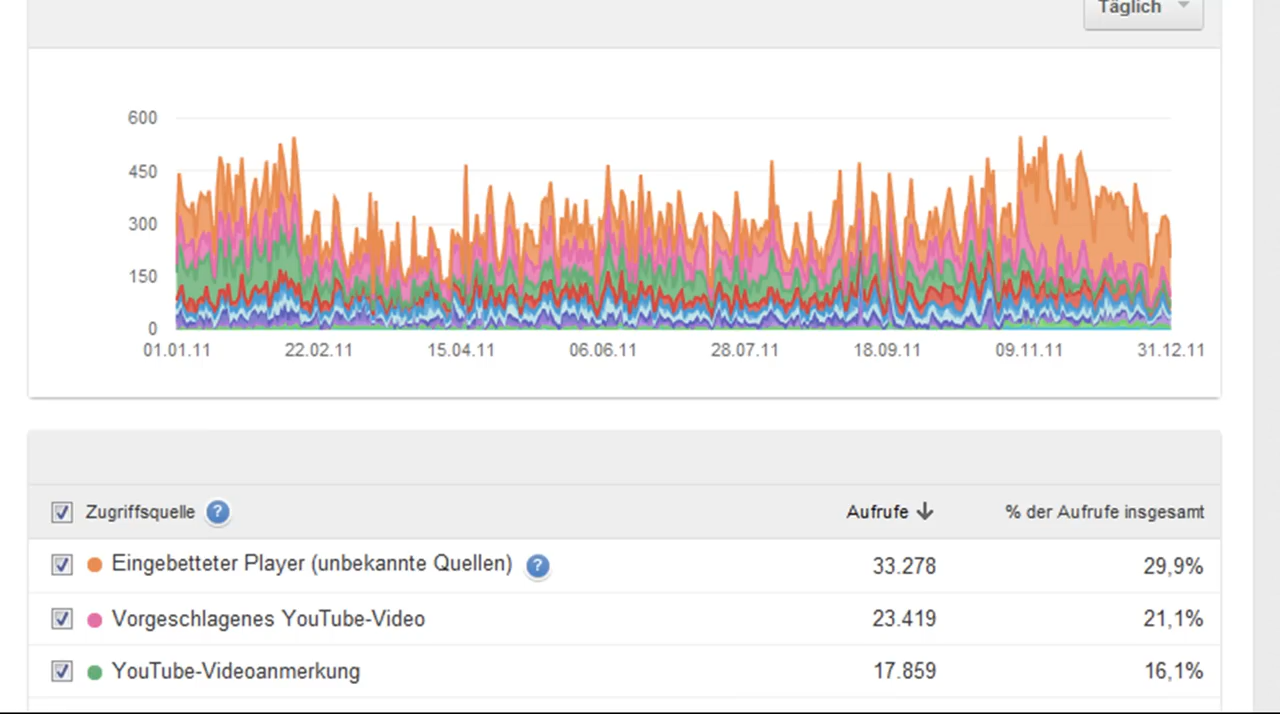 Täglich
600
450
300
150
0
01.01.11 22.02.11 15.04.11 06.06.11 28.07.11 18.09.11 09.11.11 31.12.11
Zugriffsquelle ? Aufrufe % der Aufrufe insgesamt
Eingebetteter Player (unbekannte Quellen) ? 33.278 29,9%
Vorgeschlagenes YouTube-Video 23.419 21,1%
YouTube-Videoanmerkung 17.859 16,1%